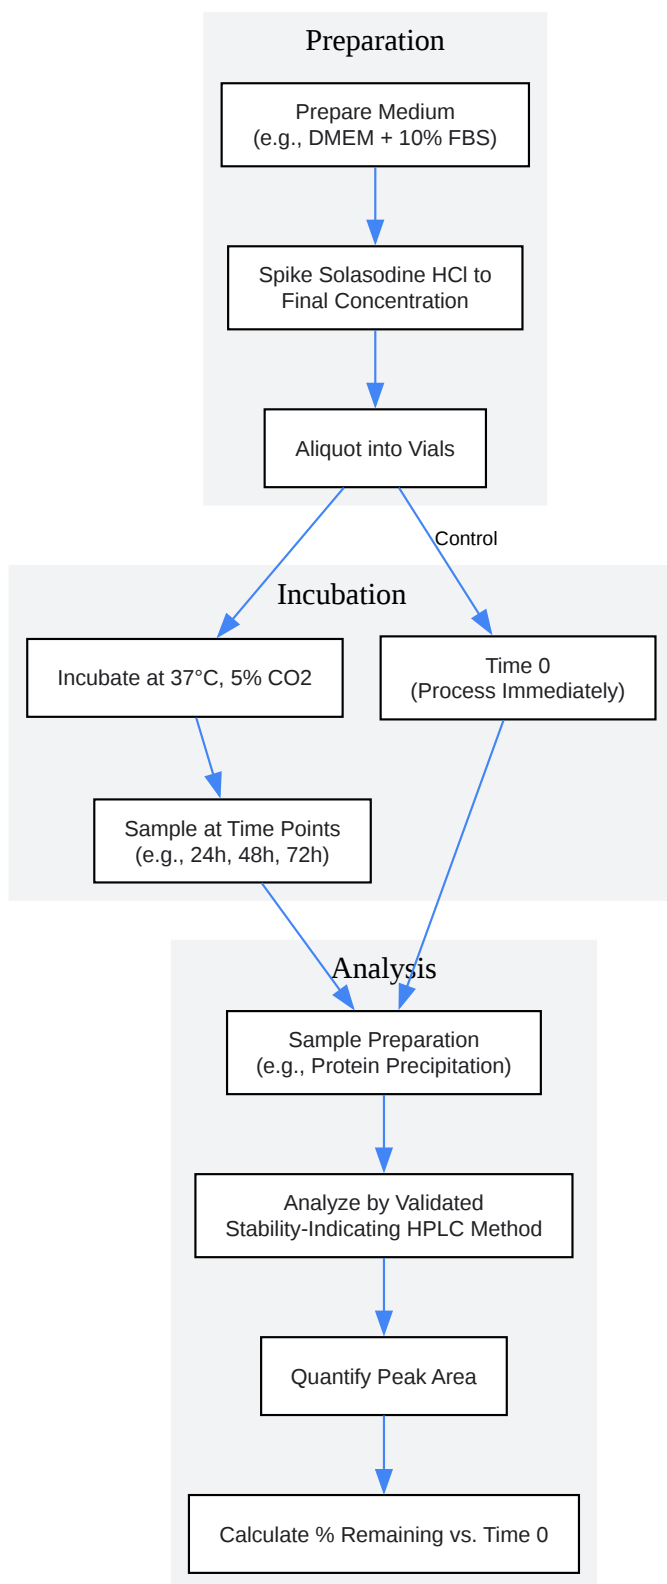 Preparation
Prepare Medium
(e.g., DMEM + 10% FBS)
Spike Solasodine HCl to
Final Concentration
Aliquot into Vials
Control
Incubation
Incubate at 37°C, 5% CO2
Time 0
(Process Immediately)
Sample at Time Points
(e.g., 24h, 48h, 72h)
Analysis
Sample Preparation
(e.g., Protein Precipitation)
Analyze by Validated
Stability-Indicating HPLC Method
Quantify Peak Area
Calculate % Remaining vs. Time 0